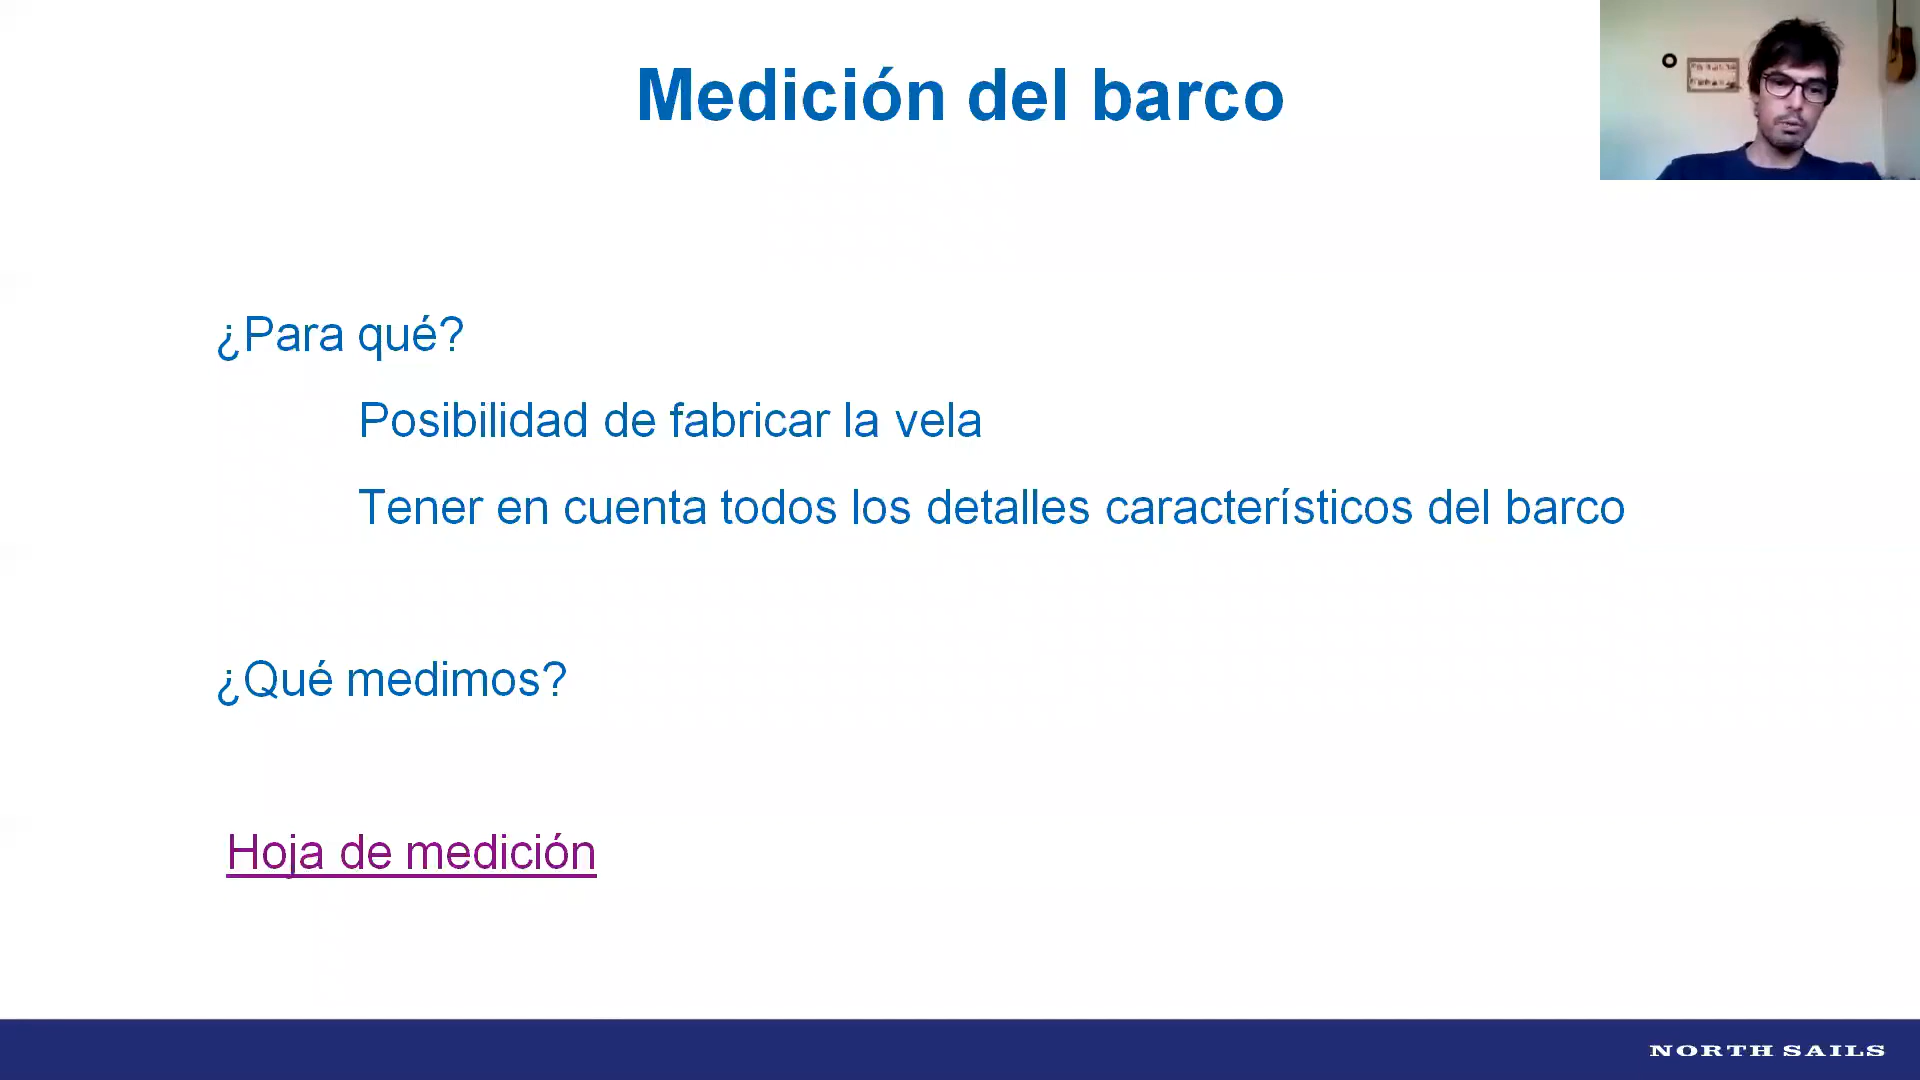 Medición del barco
¿Para qué?
Posibilidad de fabricar la vela
Tener en cuenta todos los detalles característicos del barco
¿Qué medimos?
Hoja de medición
NORTH SAILS